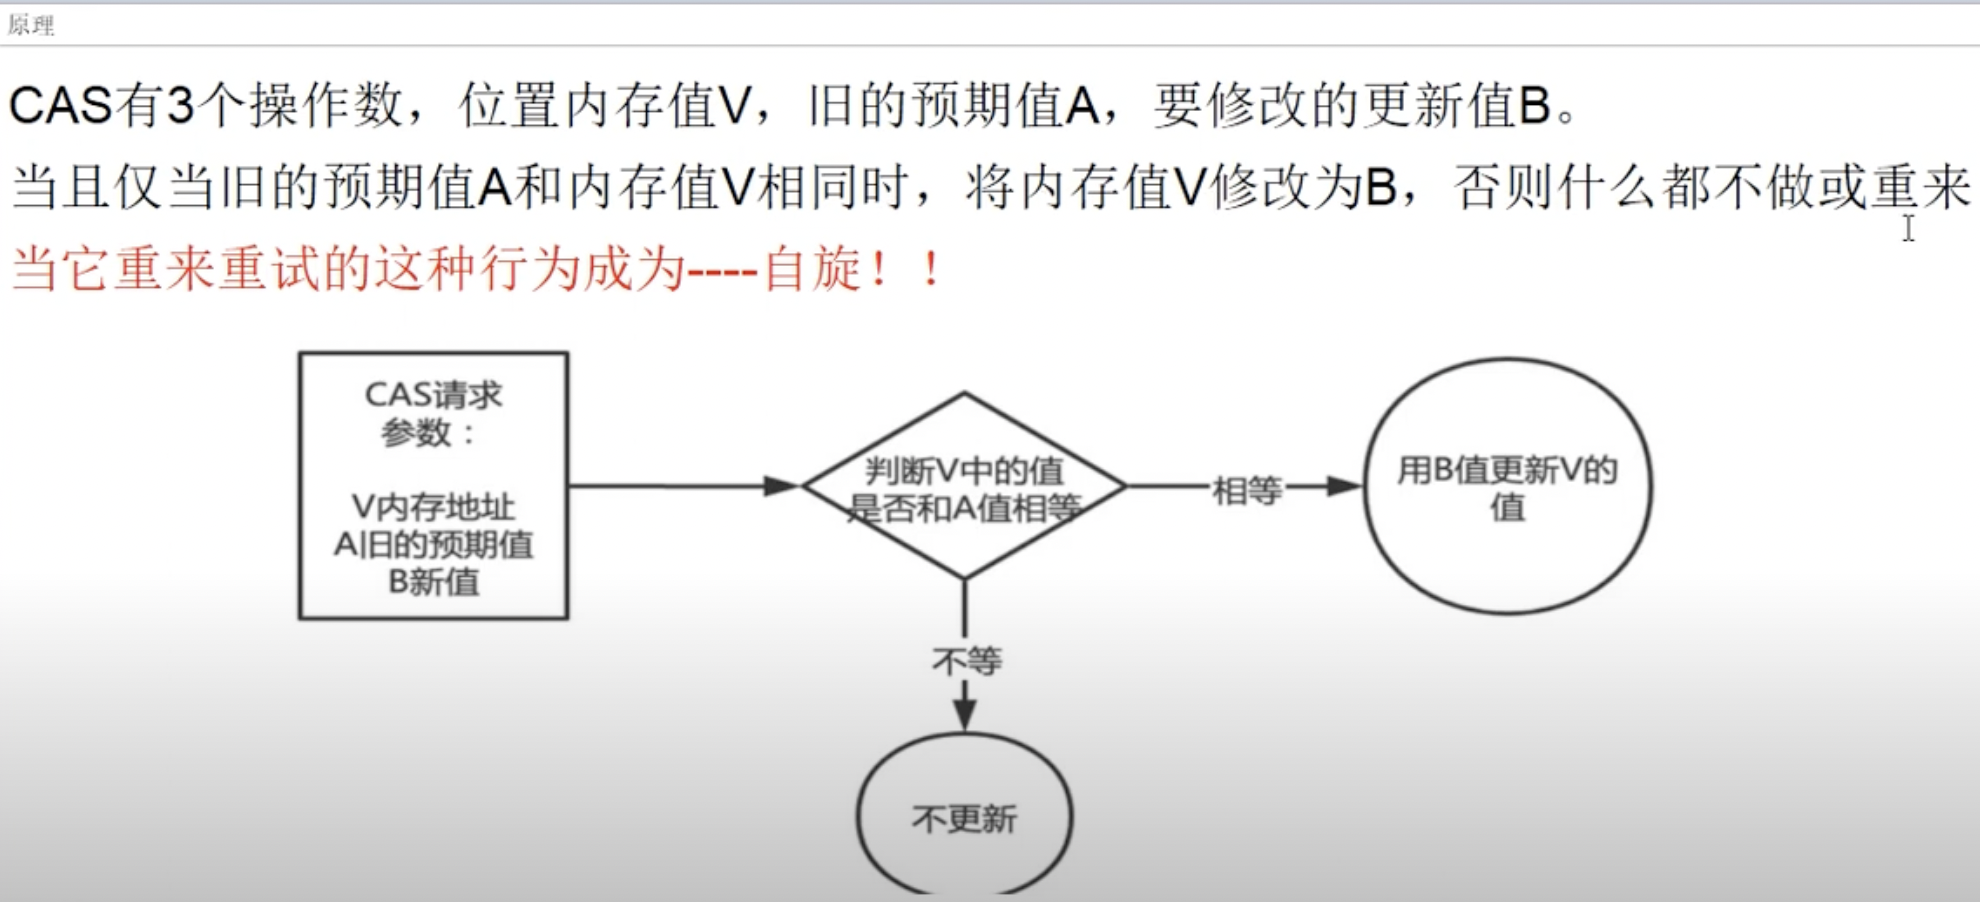 原理
CAS有3个操作数，位置内存值V，旧的预期值A，要修改的更新值B。
当且仅当旧的预期值A和内存值V相同时，将内存值V修改为B，否则什么都不做或重来
当它重来重试的这种行为成为----自旋！！
CAS请求
参数：
V内存地址
A旧的预期值
B新值
判断V中的值
是否和A值相等
相等
用B值更新V的
值
不等
不更新